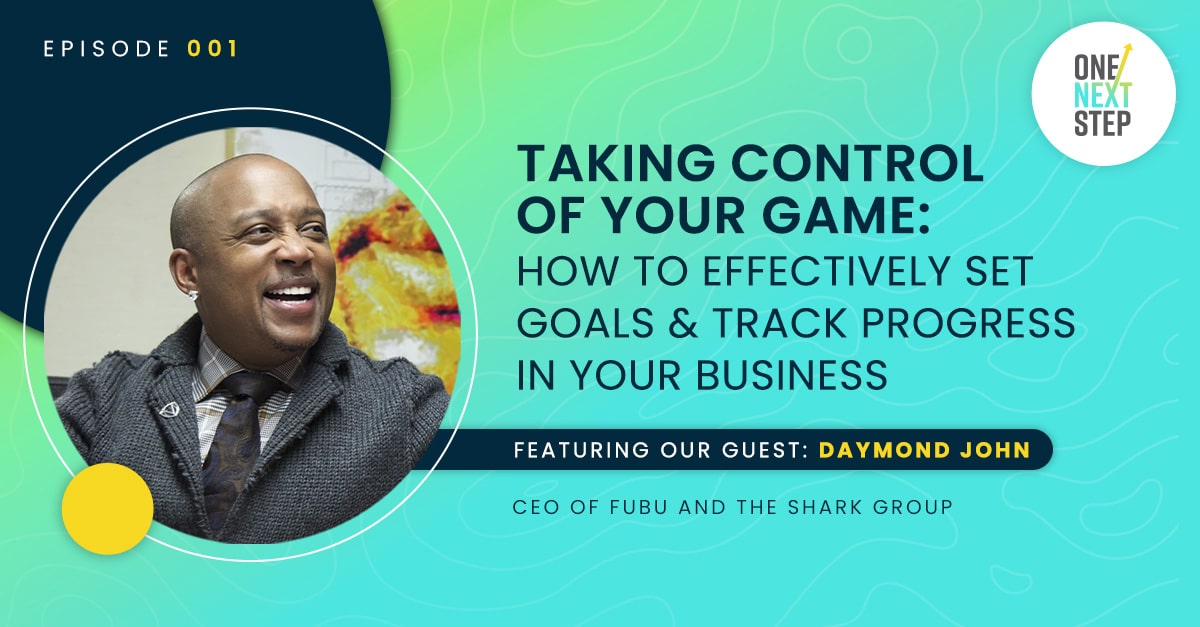 EPISODE 001
ONE
NEXT
STEP
TAKING CONTROL
OF YOUR GAME:
HOW TO EFFECTIVELY SET
GOALS & TRACK PROGRESS
IN YOUR BUSINESS
FEATURING OUR GUEST: DAYMOND JOHN
CEO OF FUBU AND THE SHARK GROUP